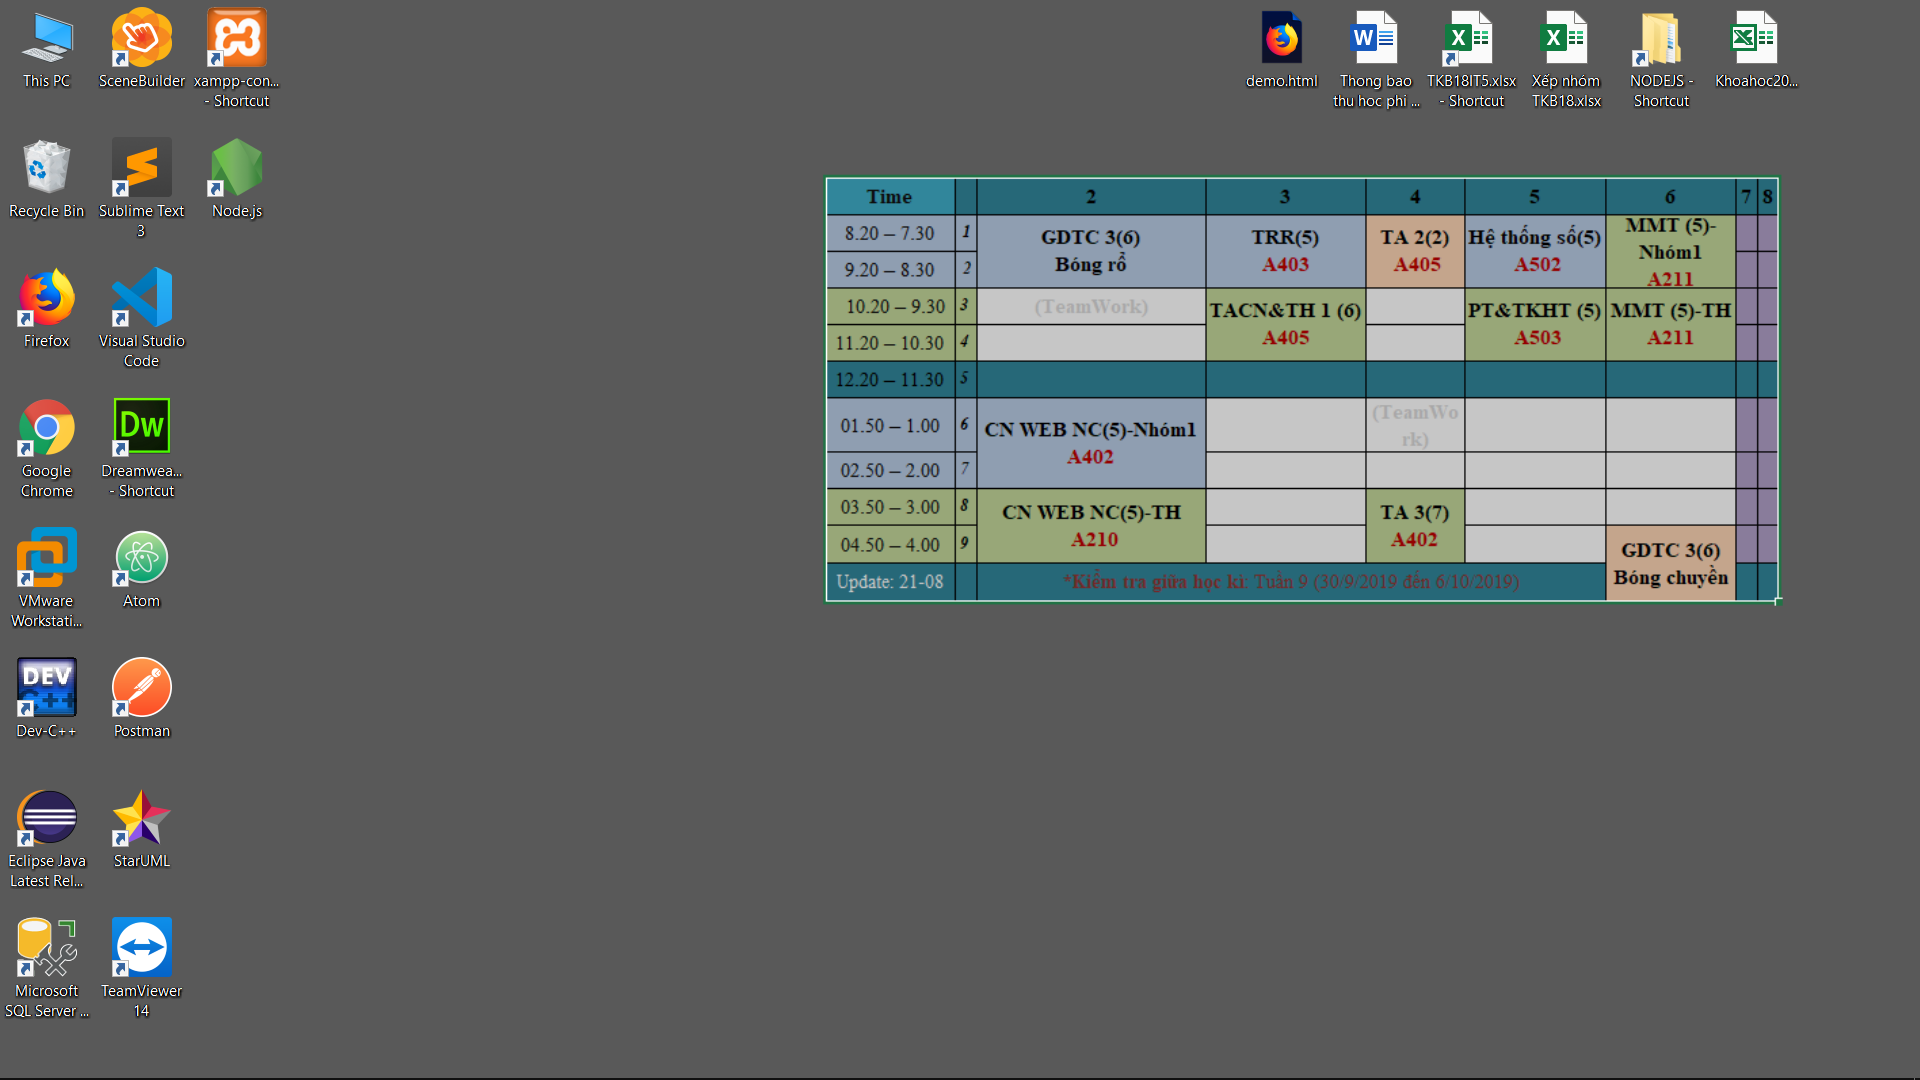 This PC
SceneBuilder
xampp-con...
- Shortcut
demo.html
Thong bao
thu hoc phi ...
TKB18IT5.xlsx
- Shortcut
Xếp nhóm
TKB18.xlsx
NODEJS -
Shortcut
Khoahoc20...
Recycle Bin
Sublime Text
3
Node.js
Firefox
Visual Studio
Code
Google
Chrome
Dw
Dreamwea...
- Shortcut
VMware
Workstati...
Atom
DEV
C++
Dev-C++
Postman
Eclipse Java
Latest Rel...
StarUML
Microsoft
SQL Server ...
TeamViewer
14
Time 2 3 4 5 6 7 8
8.20 – 7.30 1
9.20 – 8.30 2
GDTC 3(6)
Bóng rổ
TRR(5)
A403
TA 2(2)
A405
Hệ thống số(5)
A502
MMT (5)-
Nhóm1
A211
10.20 – 9.30 3
11.20 – 10.30 4
(TeamWork)
TACN&TH 1 (6)
A405
PT&TKHT (5)
A503
MMT (5)-TH
A211
12.20 – 11.30 5
01.50 – 1.00 6
02.50 – 2.00 7
CN WEB NC(5)-Nhóm1
A402
(TeamWo
rk)
03.50 – 3.00 8
04.50 – 4.00 9
CN WEB NC(5)-TH
A210
TA 3(7)
A402
GDTC 3(6)
Bóng chuyền
Update: 21-08
*Kiểm tra giữa học kì: Tuần 9 (30/9/2019 đến 6/10/2019)